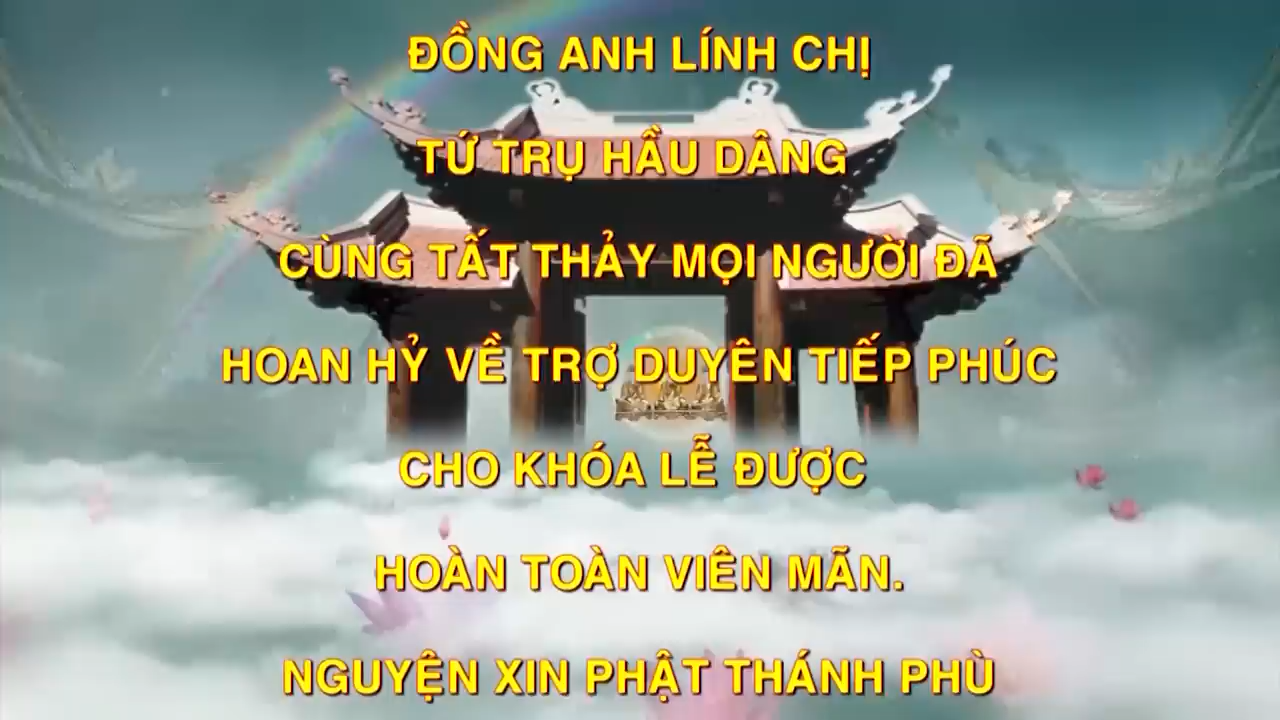 ĐỒNG ANH LÍNH CHỊ
TỨ TRỤ HẦU DÂNG
CÙNG TẤT THẢY MỌI NGƯỜI ĐÃ
HOAN HỶ VỀ TRỢ DUYÊN TIẾP PHÚC
CHO KHÓA LỄ ĐƯỢC
HOÀN TOÀN VIÊN MÃN.
NGUYỆN XIN PHẬT THÁNH PHÙ